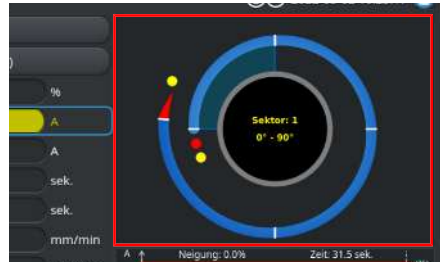 )
%
A
A
sek.
sek.
mm/min
Sektor: 1
0° - 90°
A ↑ Neigung: 0.0% Zeit: 31.5 sek.